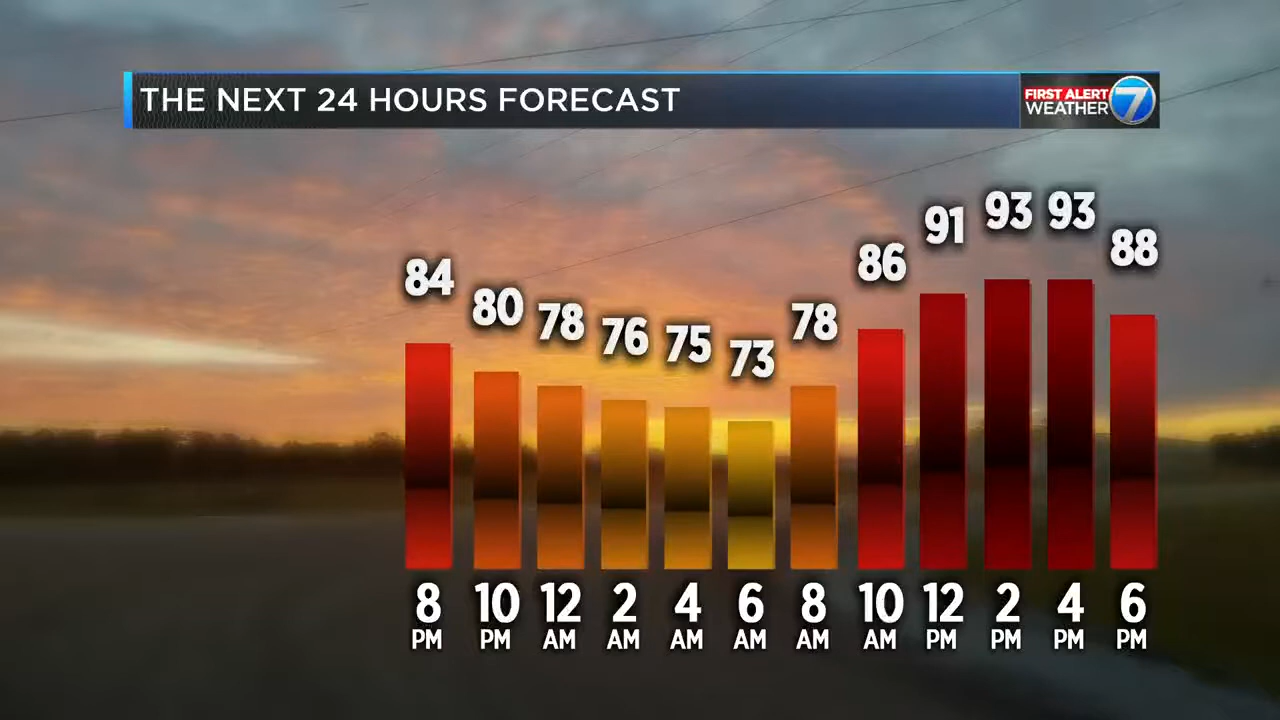 THE NEXT 24 HOURS FORECAST
FIRST ALERT
WEATHER 7
84 80 78 76 75 73 78 86 91 93 93 88
8 10 12 2 4 6 8 10 12 2 4 6
PM PM AM AM AM AM AM AM PM PM PM PM